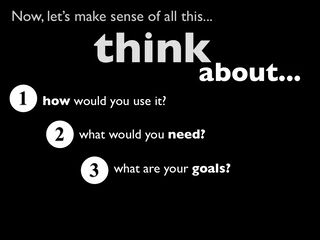 Now, let's make sense of all this...
think
about...
1 how would you use it?
2 what would you need?
3 what are your goals?